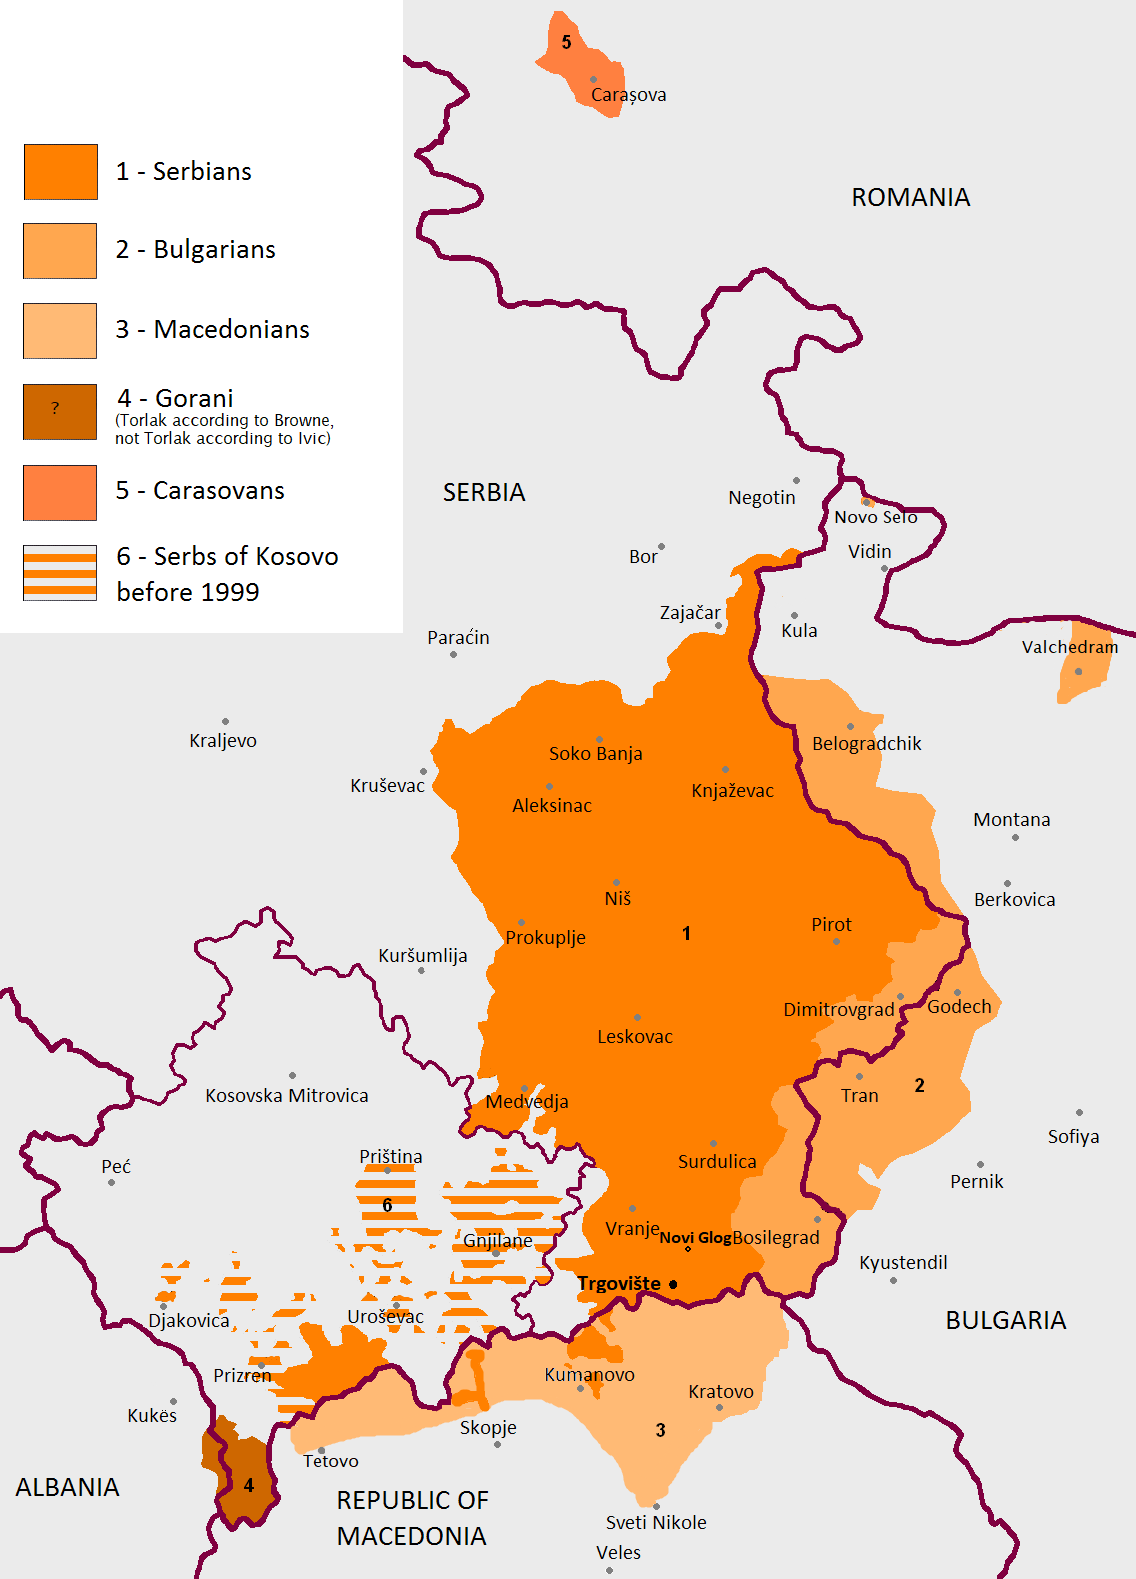 1 - Serbians
2 - Bulgarians
3 - Macedonians
?
4 - Gorani
(Torlak according to Browne,
not Torlak according to Ivic)
5 - Carasovans
6 - Serbs of Kosovo
before 1999
5
Carașova
ROMANIA
SERBIA
Negotin
Novo Selo
Bor
Vidin
Zajačar
Kula
Paraćin
Valchedram
Kraljevo
Soko Banja
Belogradchik
Kruševac
Aleksinac
Knjaževac
Montana
Niš
Berkovica
Prokuplje
1
Pirot
Kuršumlija
Dimitrovgrad
Godech
Leskovac
Kosovska Mitrovica
Medvedja
Tran
2
Sofiya
Priština
Peć
Surdulica
Pernik
6
Vranje
Novi Glog
Bosilegrad
Gnjilane
Kyustendil
Trgovište
Djakovica
Uroševac
BULGARIA
Prizren
Kumanovo
Kratovo
Kukës
Skopje
3
Tetovo
ALBANIA
4
REPUBLIC OF
MACEDONIA
Sveti Nikole
Veles